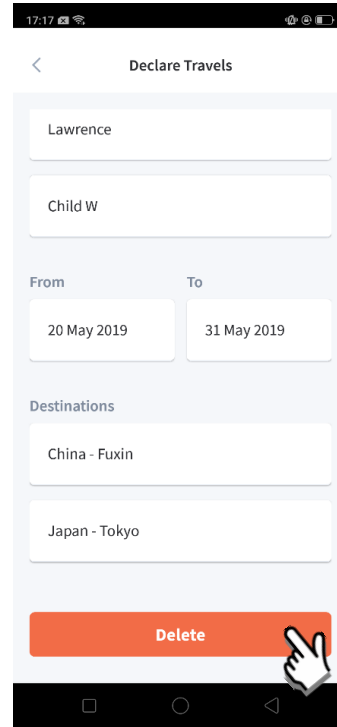 17:17
Declare Travels
Lawrence
Child W
From To
20 May 2019 31 May 2019
Destinations
China - Fuxin
Japan - Tokyo
Delete